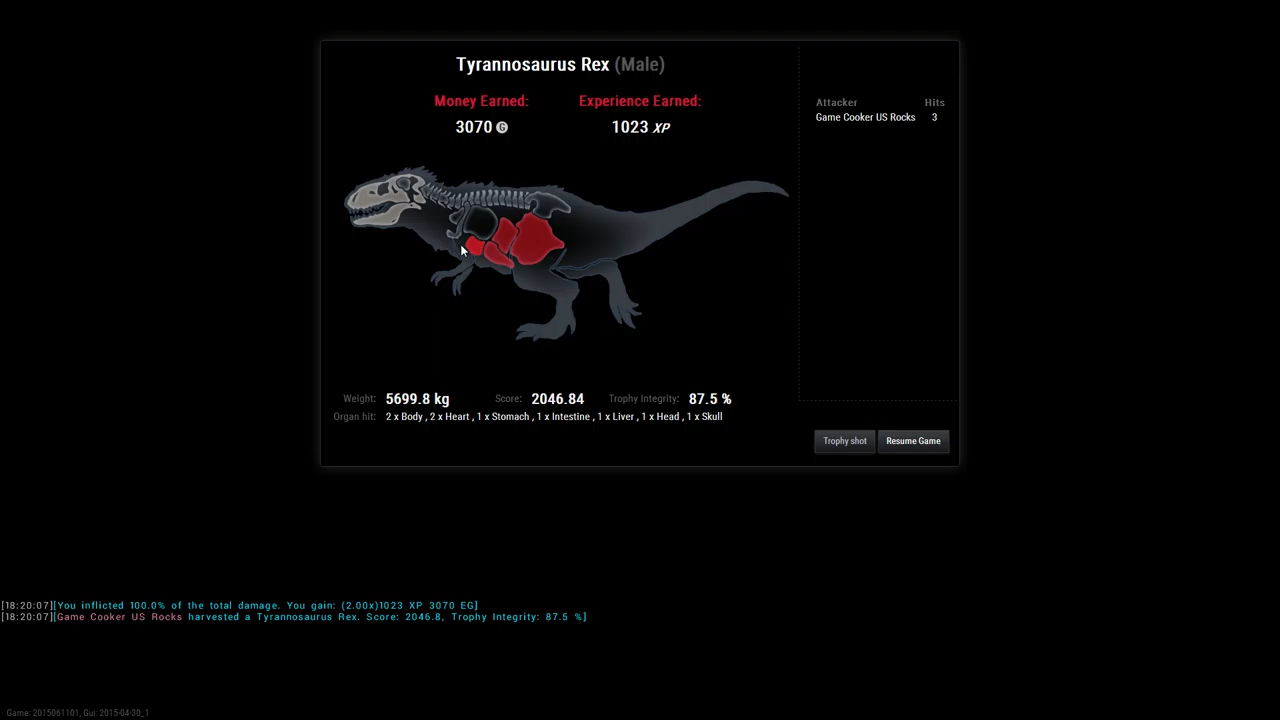 Tyrannosaurus Rex (Male)
Money Earned: Experience Earned:
3070 G 1023 XP
Attacker Hits
Game Cooker US Rocks 3
Weight: 5699.8 kg Score: 2046.84 Trophy Integrity: 87.5 %
Organ hit: 2 x Body , 2 x Heart , 1 x Stomach , 1 x Intestine , 1 x Liver , 1 x Head , 1 x Skull
Trophy shot Resume Game
[18:20:07][You inflicted 100.0% of the total damage. You gain: (2.00x)1023 XP 3070 EG]
[18:20:07][Game Cooker US Rocks harvested a Tyrannosaurus Rex. Score: 2046.8, Trophy Integrity: 87.5 %]
Game: 2015061101, Gui: 2015-04-30_1